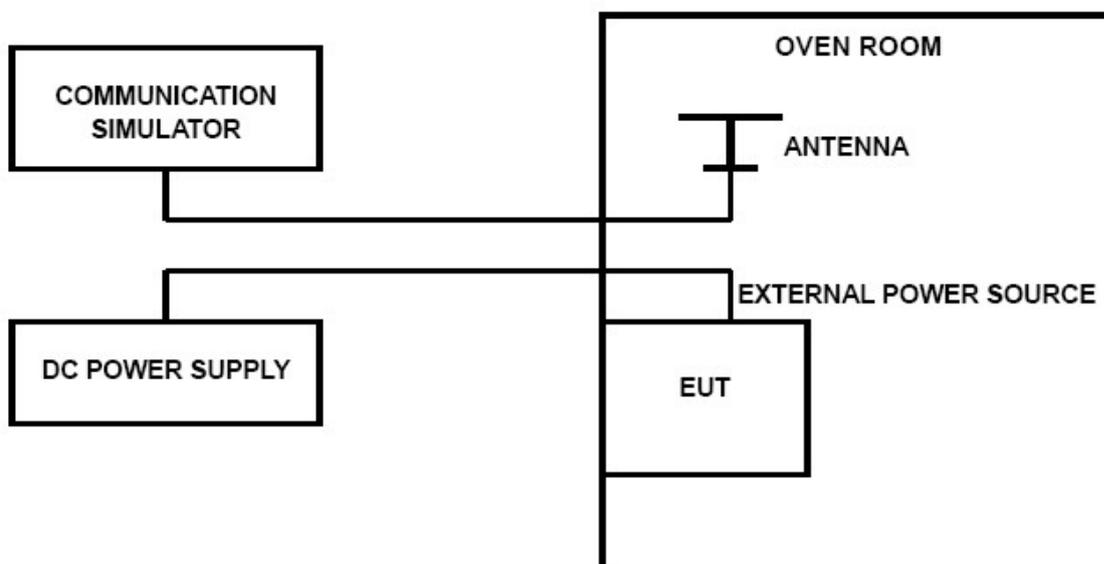 OVEN ROOM
COMMUNICATION
SIMULATOR
ANTENNA
EXTERNAL POWER SOURCE
DC POWER SUPPLY
EUT